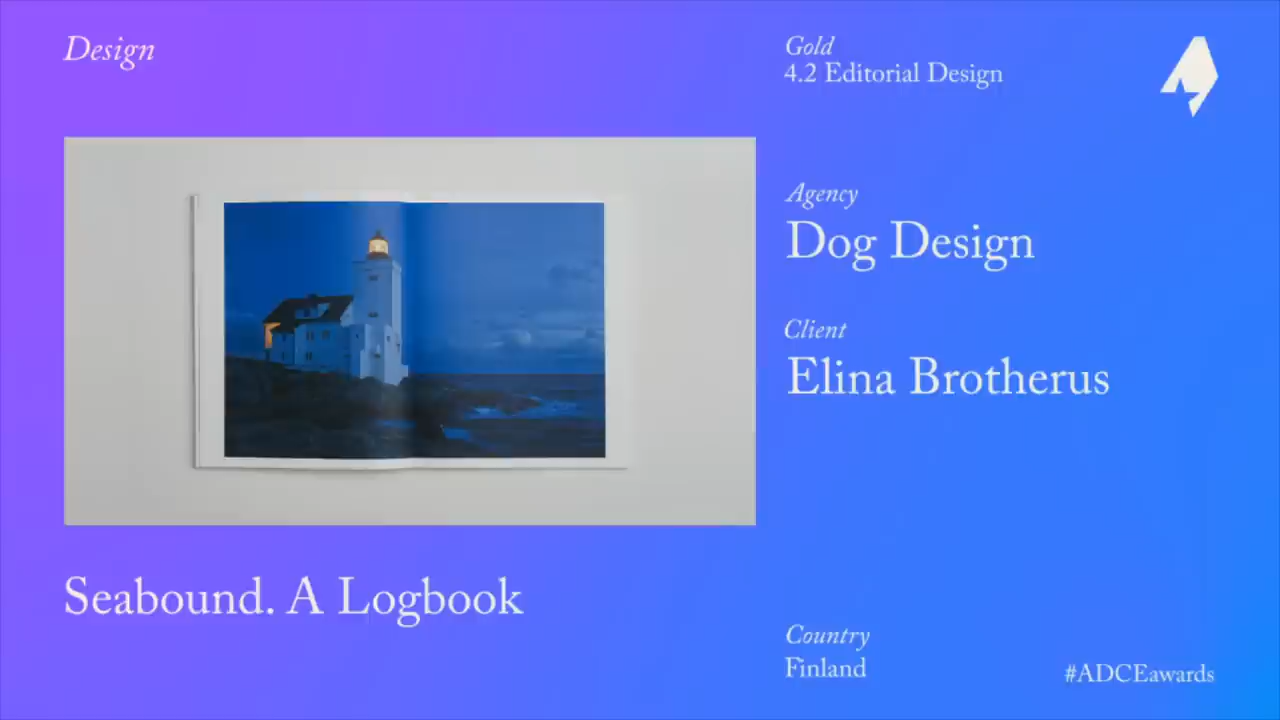 Design
Gold
4.2 Editorial Design
Agency
Dog Design
Client
Elina Brotherus
Seabound. A Logbook
Country
Finland
#ADCEawards